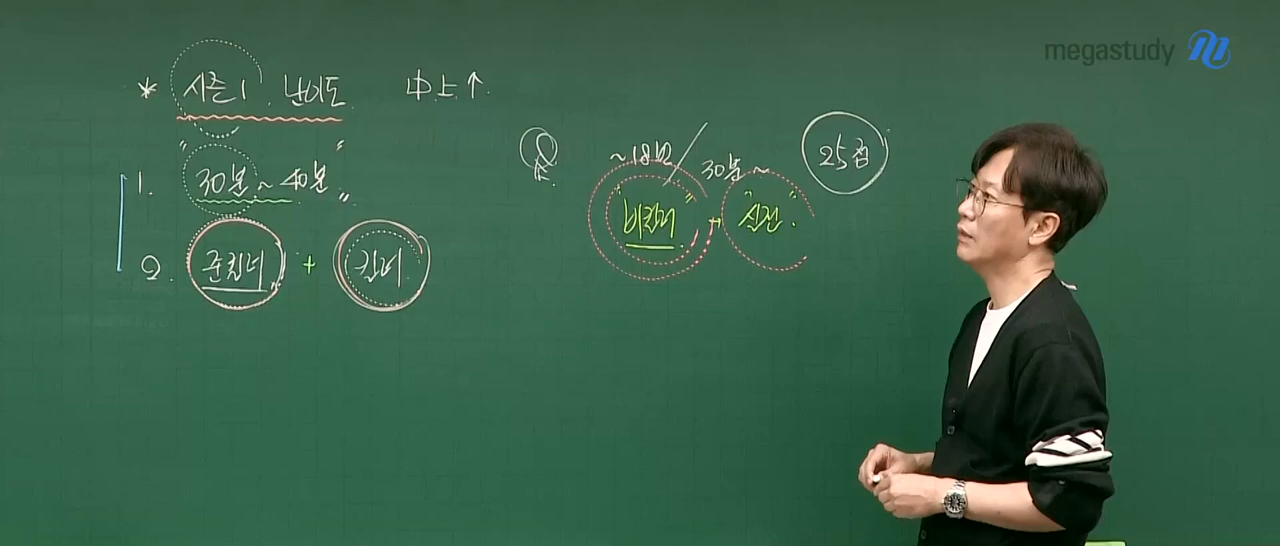 megastudy
* 시즌1 난이도 中上↑
1. "30분~40분"
2. 준킬러 + 킬러
Q
~18번 / 30분~
"비킬러" ↔ "실전"
25점